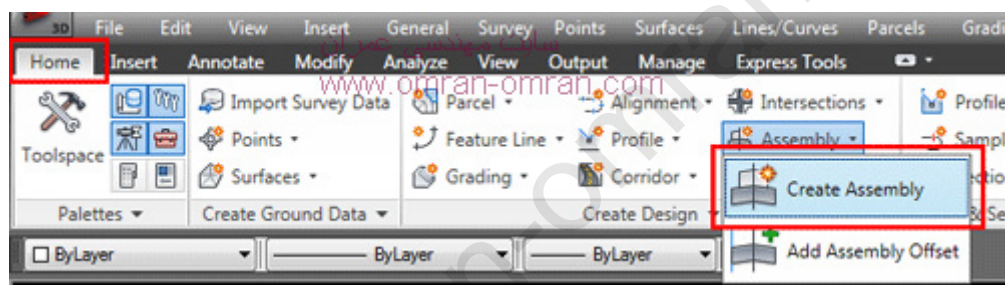 3D File Edit View Insert General Survey Points Surfaces Lines/Curves Parcels Gradi
سایت مهندسی عمران
Home Insert Annotate Modify Analyze View Output Manage Express Tools
www.omran-omran.com
Import Survey Data Parcel Alignment Intersections Profile
Toolspace Points Feature Line Profile Assembly Sampl
Surfaces Grading Corridor Create Assembly ction
Palettes Create Ground Data Create Design & Se
ByLayer ByLayer ByLayer Add Assembly Offset